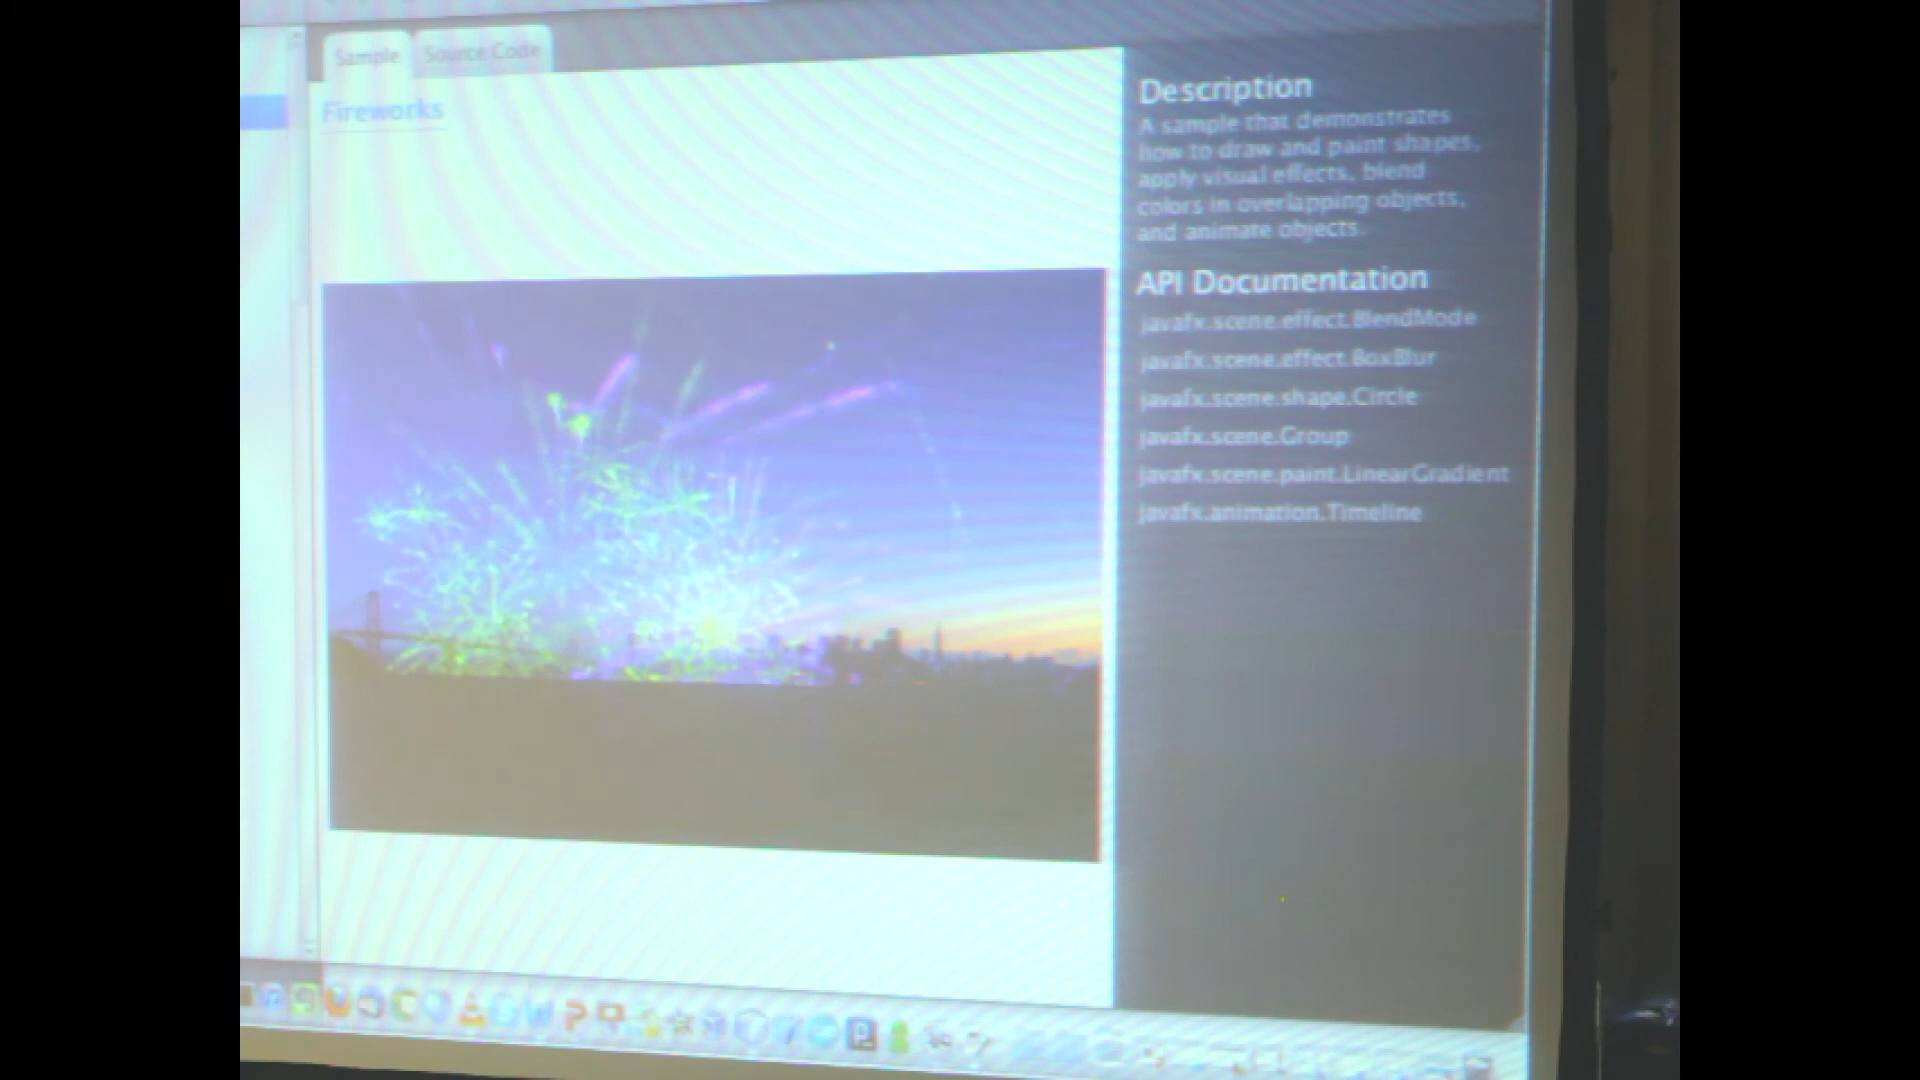 Sample
Source Code
Fireworks
Description
A sample that demonstrates
how to draw and paint shapes,
apply visual effects, blend
colors in overlapping objects,
and animate objects.
API Documentation
javafx.scene.effect.BlendMode
javafx.scene.effect.BoxBlur
javafx.scene.shape.Circle
javafx.scene.Group
javafx.scene.paint.LinearGradient
javafx.animation.Timeline